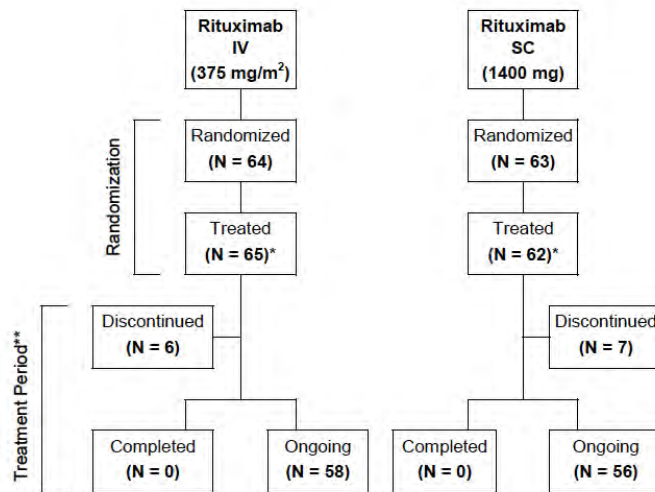 Rituximab
IV
(375 mg/m²)
Rituximab
SC
(1400 mg)
Randomization
Randomized
(N = 64)
Randomized
(N = 63)
Treated
(N = 65)*
Treated
(N = 62)*
Treatment Period**
Discontinued
(N = 6)
Discontinued
(N = 7)
Completed
(N = 0)
Ongoing
(N = 58)
Completed
(N = 0)
Ongoing
(N = 56)